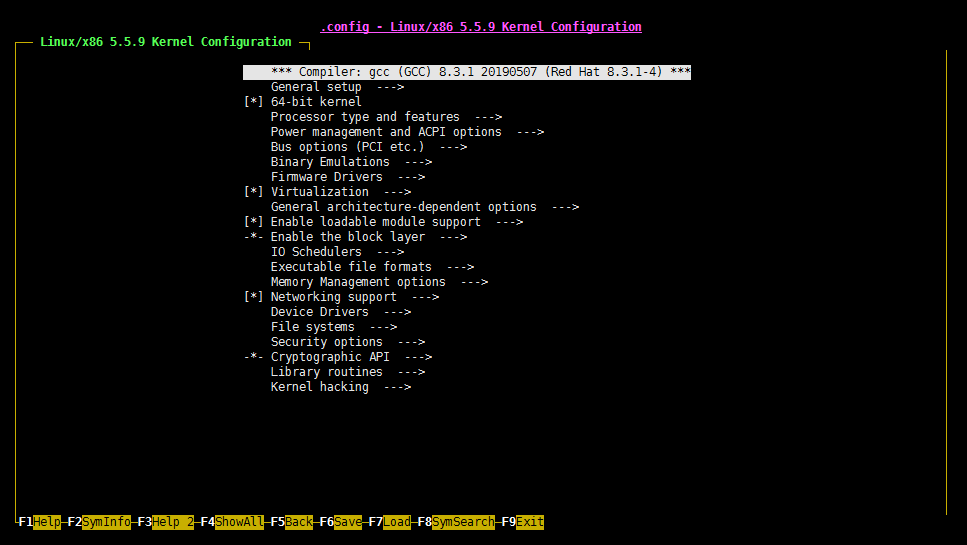 .config - Linux/x86 5.5.9 Kernel Configuration
Linux/x86 5.5.9 Kernel Configuration
*** Compiler: gcc (GCC) 8.3.1 20190507 (Red Hat 8.3.1-4) ***
General setup  --->
[*] 64-bit kernel
Processor type and features  --->
Power management and ACPI options  --->
Bus options (PCI etc.)  --->
Binary Emulations  --->
Firmware Drivers  --->
[*] Virtualization  --->
General architecture-dependent options  --->
[*] Enable loadable module support  --->
-*- Enable the block layer  --->
IO Schedulers  --->
Executable file formats  --->
Memory Management options  --->
[*] Networking support  --->
Device Drivers  --->
File systems  --->
Security options  --->
-*- Cryptographic API  --->
Library routines  --->
Kernel hacking  --->
F1Help F2SymInfo F3Help 2 F4ShowAll F5Back F6Save F7Load F8SymSearch F9Exit